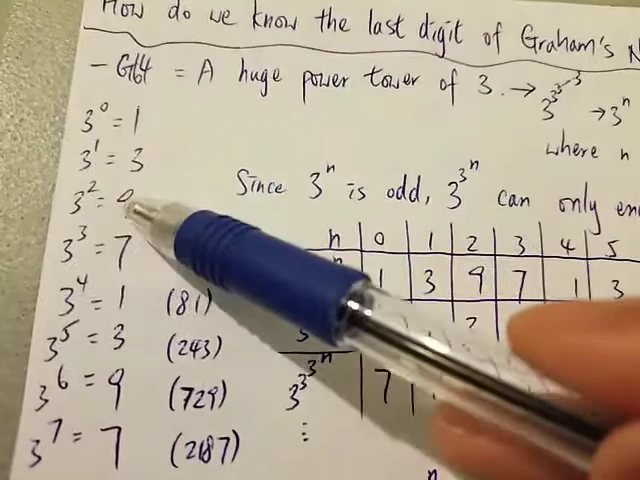 How do we know the last digit of Graham's N
- G64 = A huge power tower of 3. → 3^3^3^-3 → 3^n
where n
3^0 = 1
3^1 = 3
3^2 = 9
3^3 = 7
3^4 = 1 (81)
3^5 = 3 (243)
3^6 = 9 (729)
3^7 = 7 (2187)
Since 3^n is odd, 3^3^n can only en
n 0 1 2 3 4 5
1 3 9 7 1 3
3^3^3^n 7
⋮